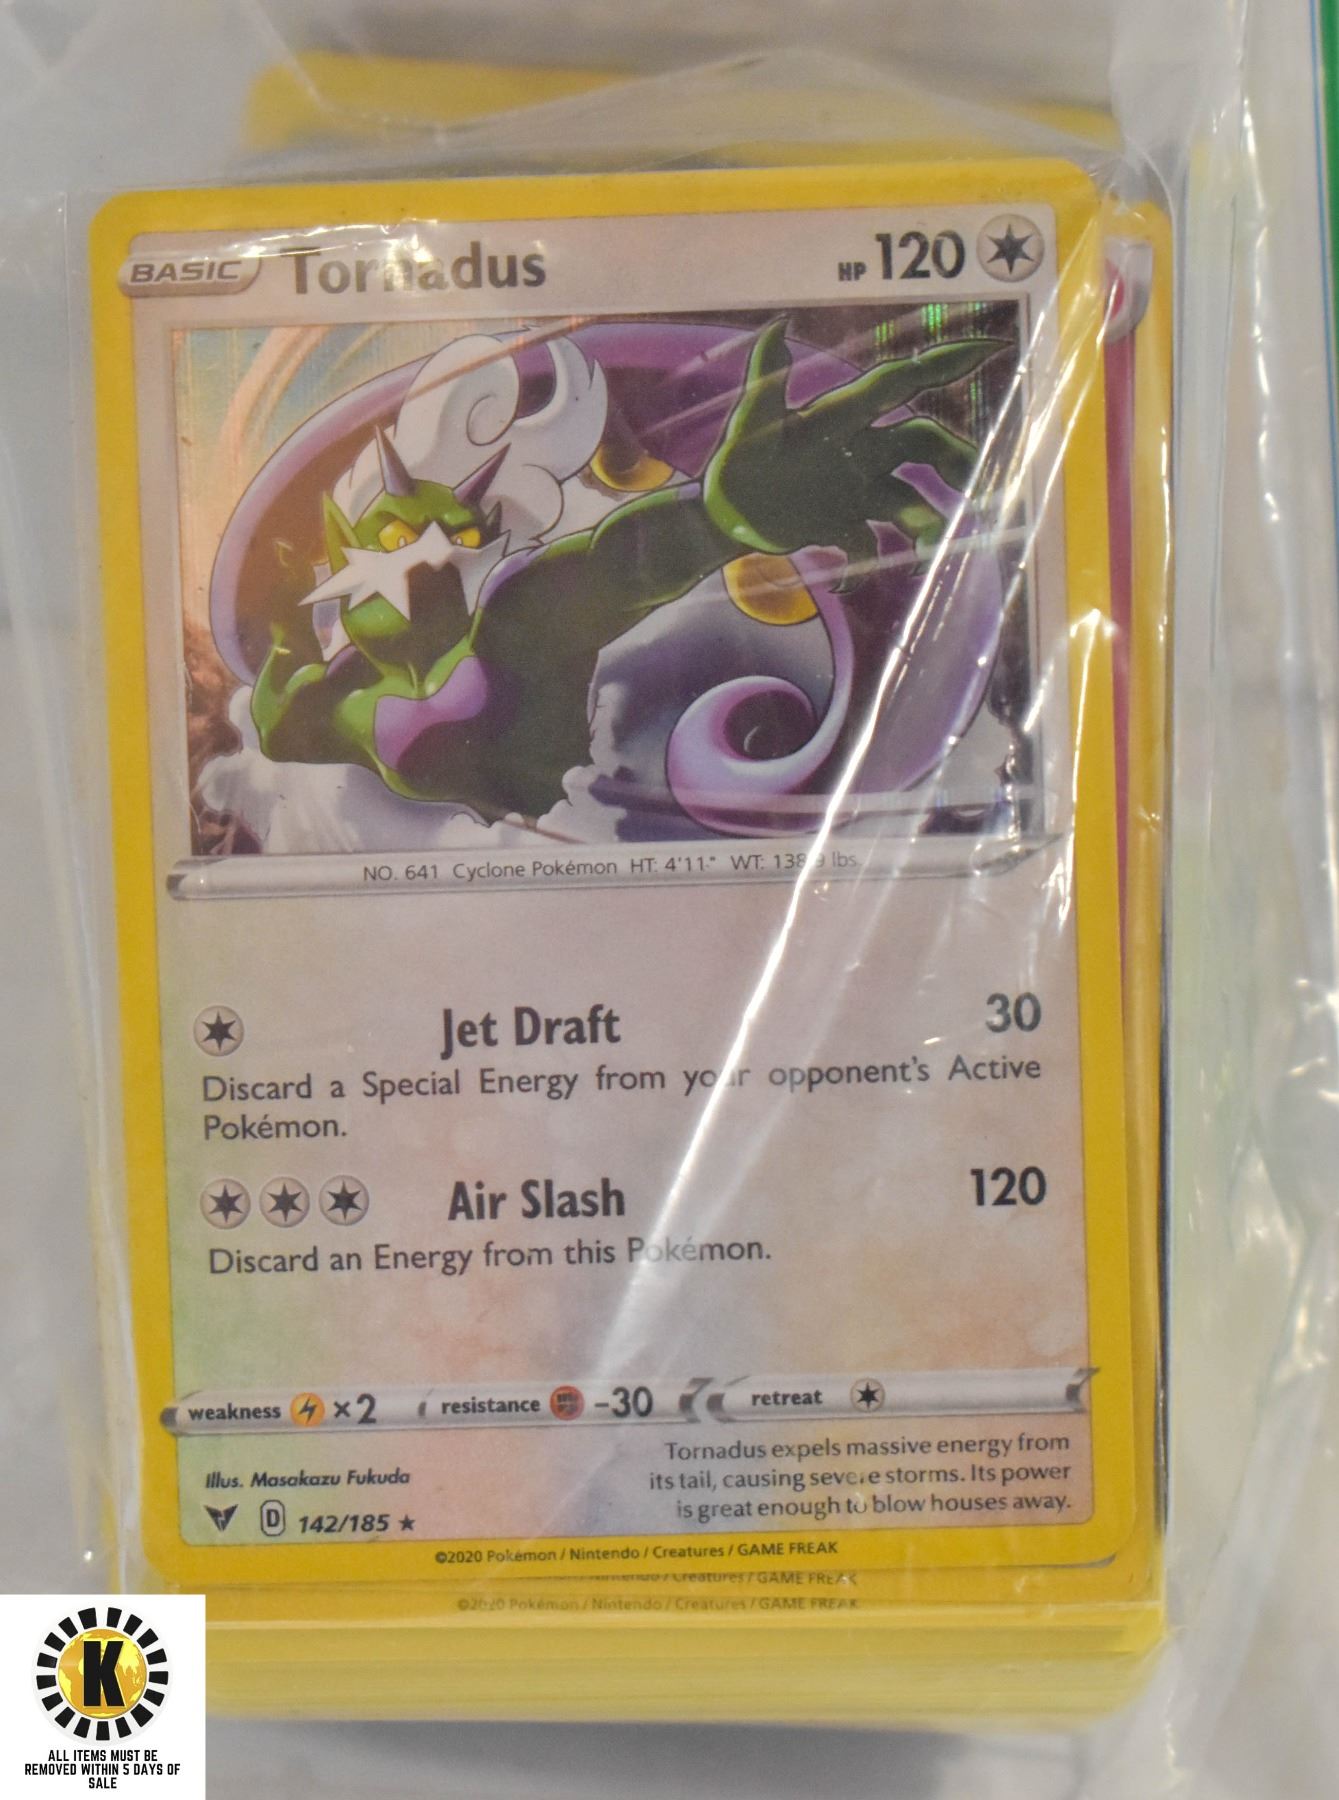 BASIC Tornadus HP 120
NO. 641 Cyclone Pokémon HT: 4'11" WT: 138.9 lbs.
Jet Draft 30
Discard a Special Energy from your opponent's Active
Pokémon.
Air Slash 120
Discard an Energy from this Pokémon.
weakness ×2 resistance -30 retreat
Tornadus expels massive energy from
its tail, causing severe storms. Its power
is great enough to blow houses away.
Illus. Masakazu Fukuda
D 142/185 ★
©2020 Pokémon / Nintendo / Creatures / GAME FREAK
Nintendo / Creatures / GAME FREAK
©2020 Pokémon / Nintendo / Creatures / GAME FREAK
K
ALL ITEMS MUST BE
REMOVED WITHIN 5 DAYS OF
SALE